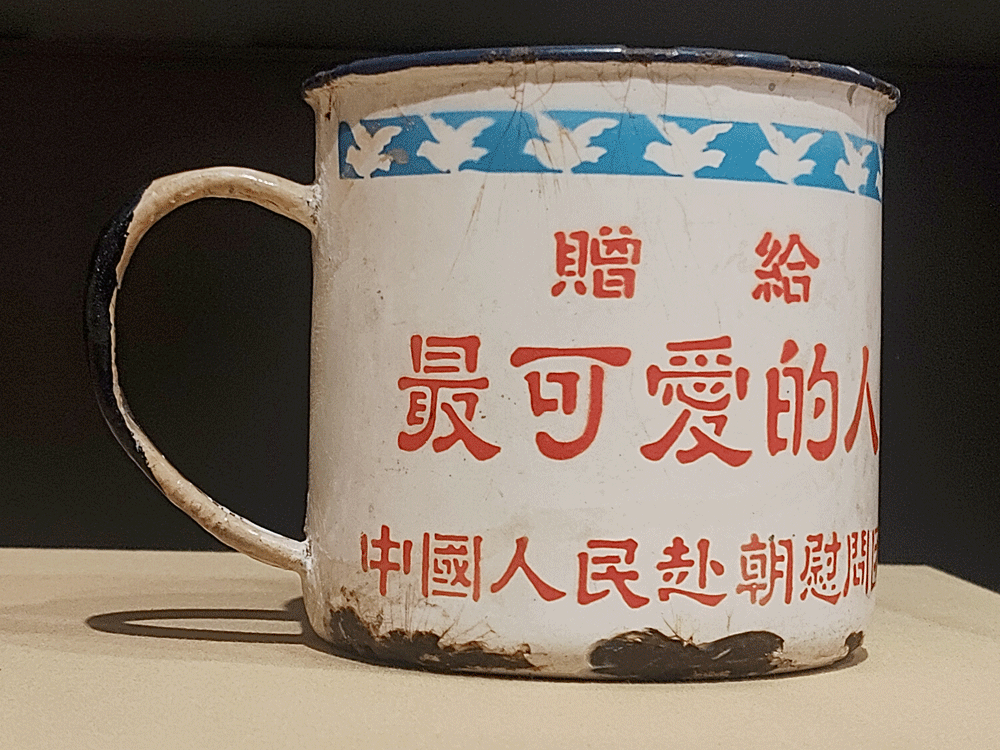 贈給
最可愛的人
中國人民赴朝慰問